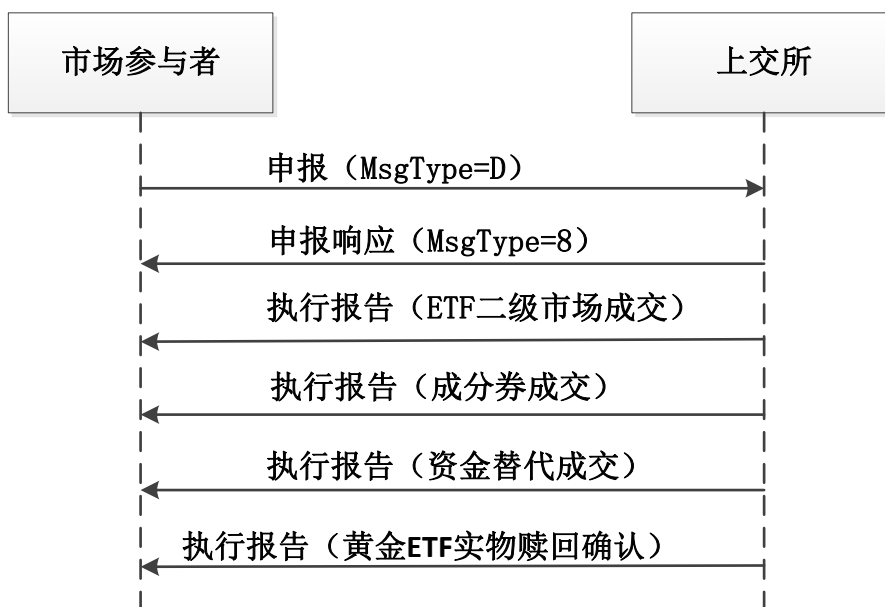 市场参与者
上交所
申报（MsgType=D）
申报响应（MsgType=8）
执行报告（ETF二级市场成交）
执行报告（成分券成交）
执行报告（资金替代成交）
执行报告（黄金ETF实物赎回确认）